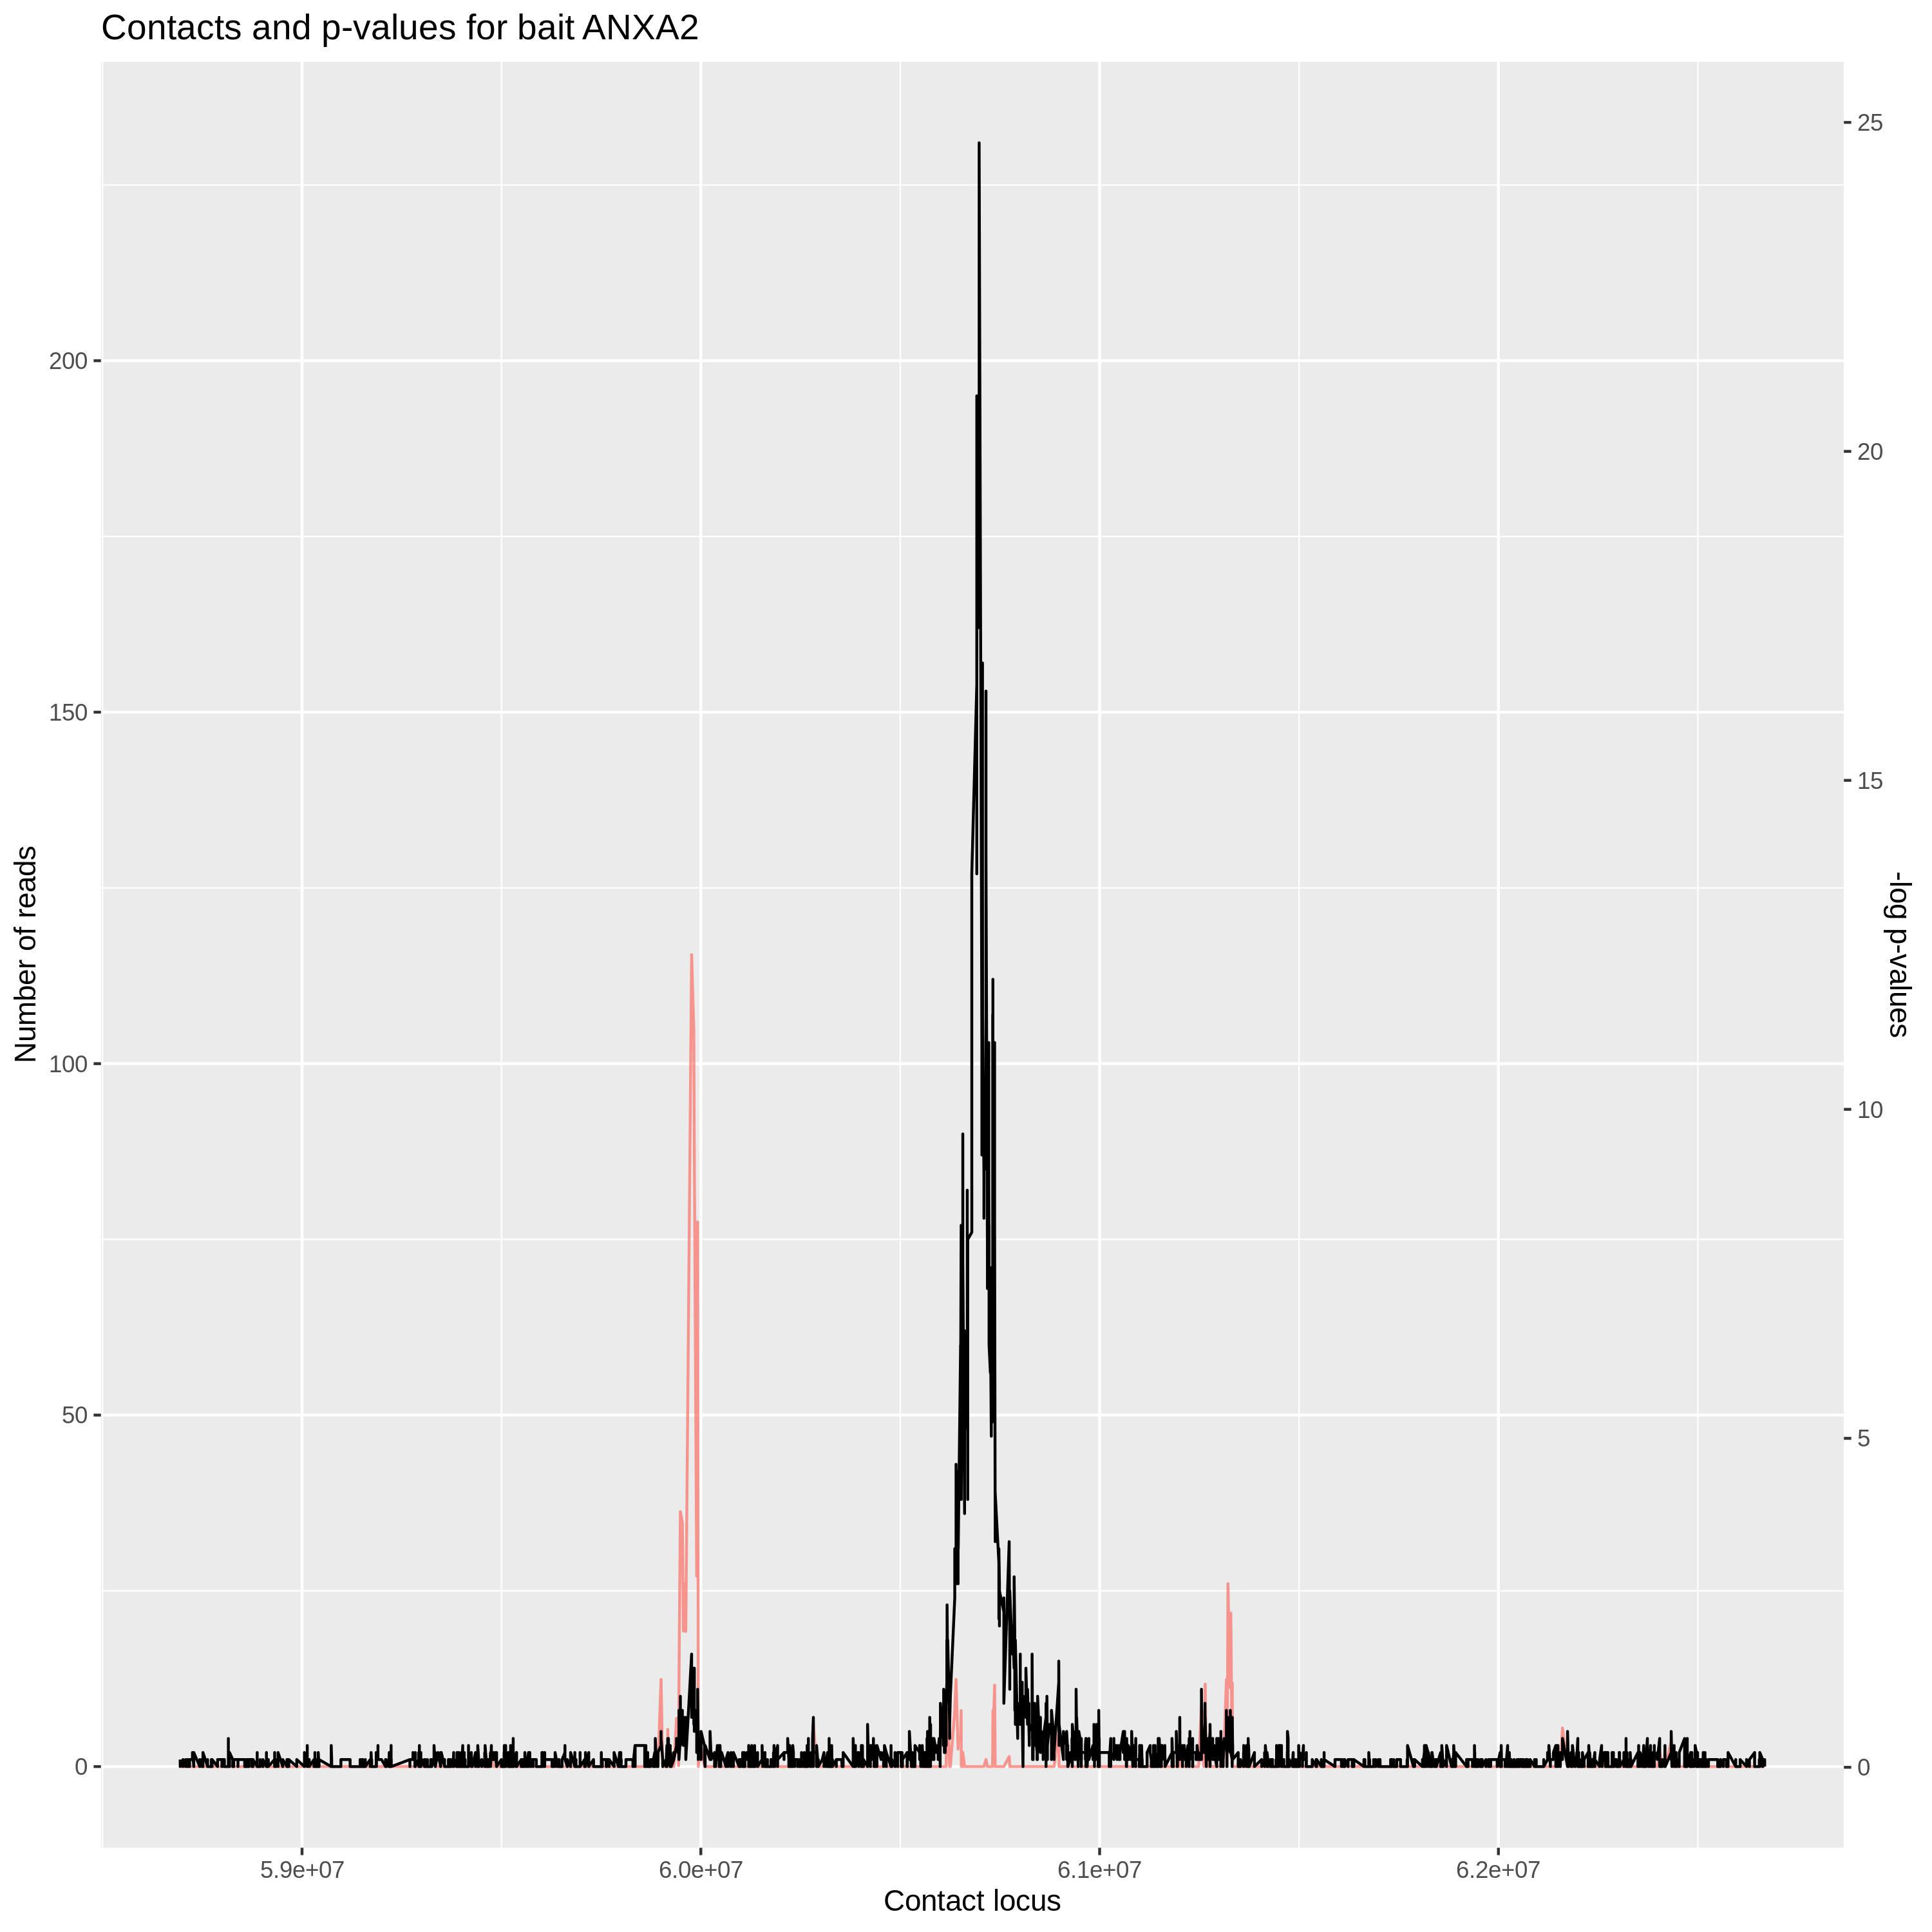 Contacts and p-values for bait ANXA2
Number of reads
200
150
100
50
0
25
20
15
10
5
0
-log p-values
5.9e+07
6.0e+07
6.1e+07
6.2e+07
Contact locus